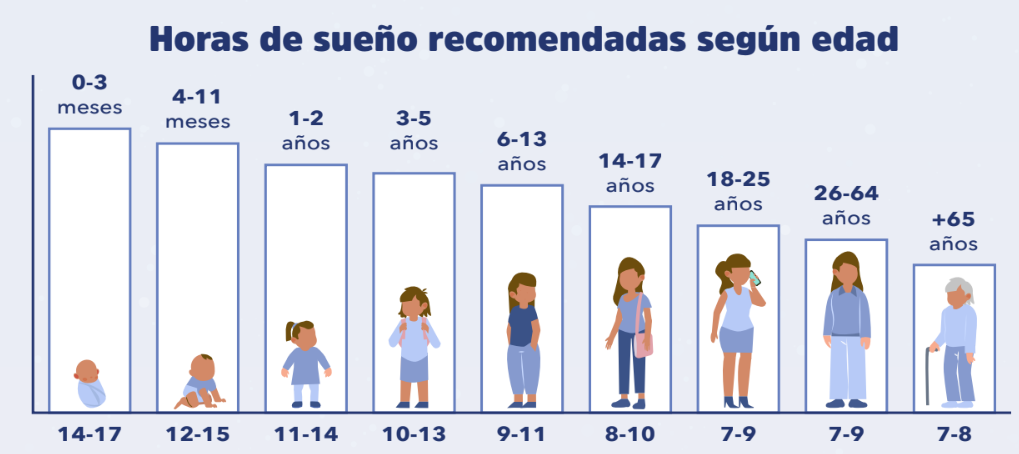 Horas de sueño recomendadas según edad
0-3
meses
4-11
meses
1-2
años
3-5
años
6-13
años
14-17
años
18-25
años
26-64
años
+65
años
14-17
12-15
11-14
10-13
9-11
8-10
7-9
7-9
7-8